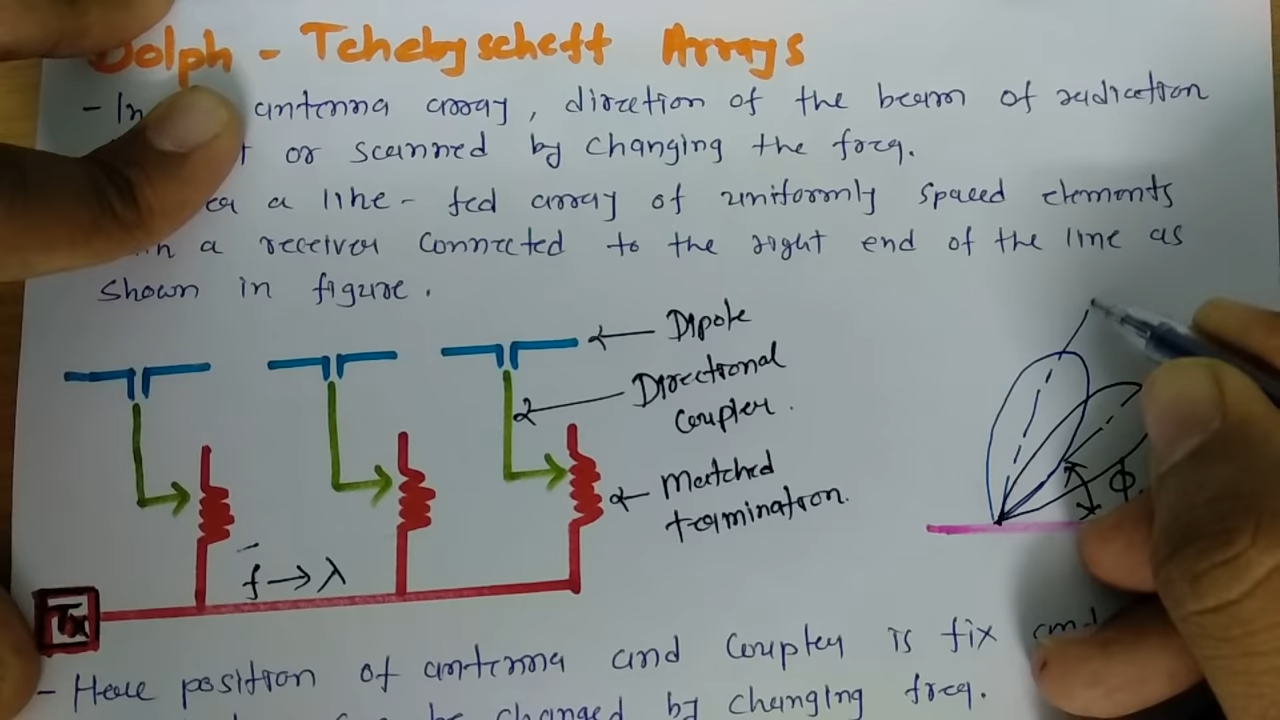 Dolph - Tchebyscheff Arrays
- In antenna array, direction of the beam of radiation
or scanned by changing the freq.
a line - fed array of uniformly spaced elements
a receiver connected to the right end of the line as
shown in figure.
Dipole
Directional
coupler.
Matched
termination.
ϕ.
f → λ
Tx
- Here position of antenna and coupler is fix
be changed by changing freq.